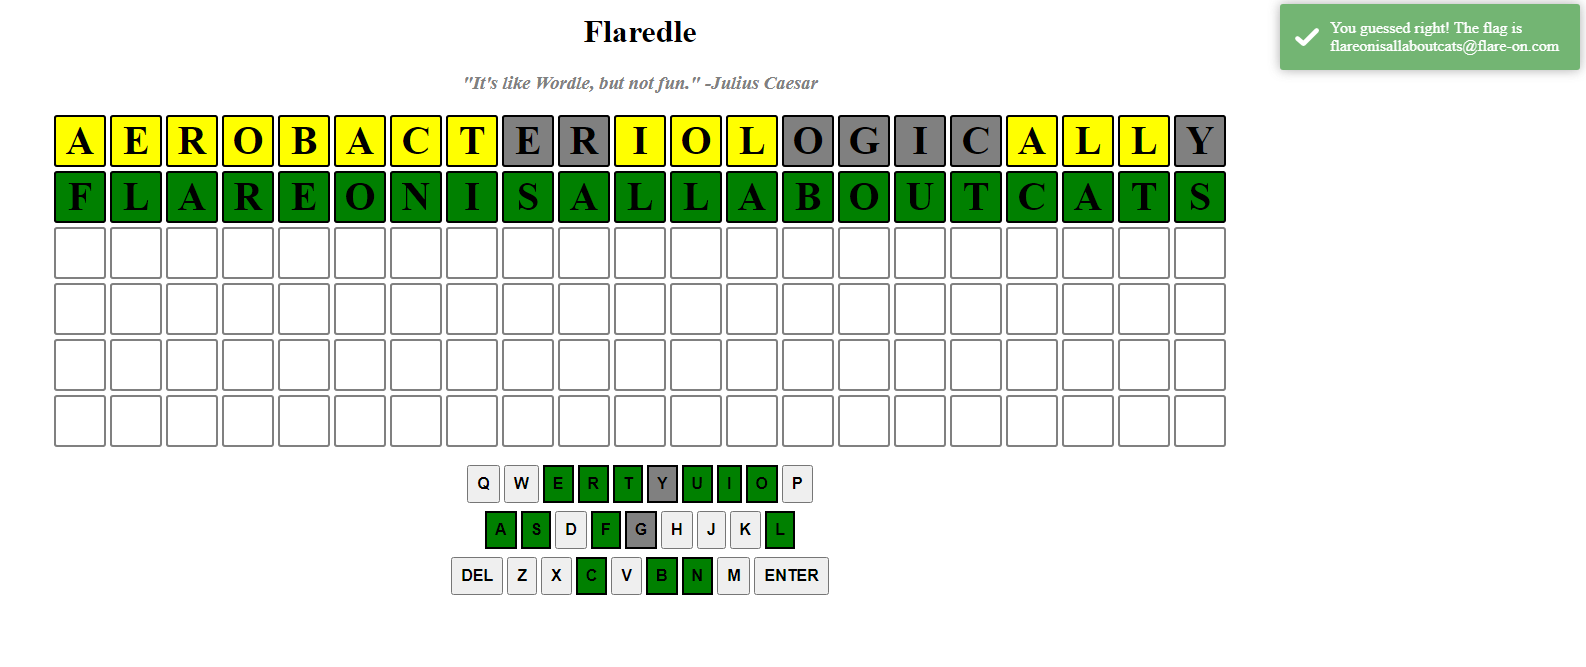 Flaredle
"It's like Wordle, but not fun." -Julius Caesar
You guessed right! The flag is
flareonisallaboutcats@flare-on.com
A E R O B A C T E R I O L O G I C A L L Y
F L A R E O N I S A L L A B O U T C A T S
Q W E R T Y U I O P
A S D F G H J K L
DEL Z X C V B N M ENTER